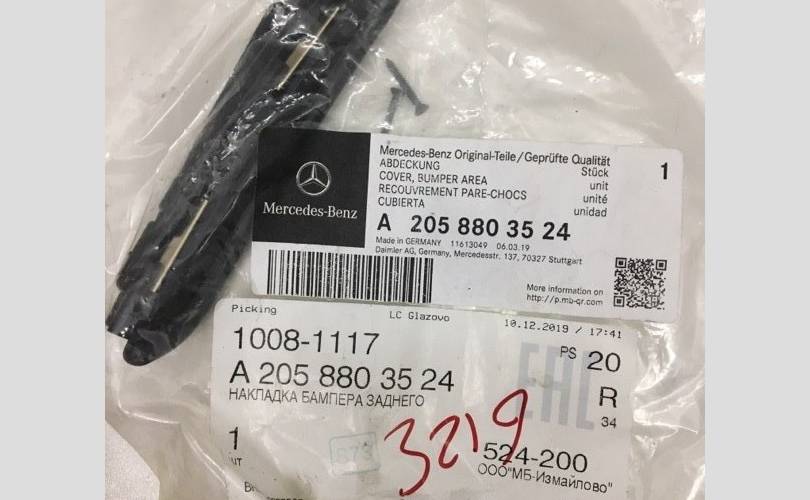 Mercedes-Benz Original-Teile/Geprüfte Qualität
ABDECKUNG Stück 1
COVER, BUMPER AREA unit
RECOUVREMENT PARE-CHOCS unité
CUBIERTA unidad
Mercedes-Benz
A 205 880 35 24
Made in GERMANY 11613049 06.03.19
Daimler AG, Germany, Mercedesstr. 137, 70327 Stuttgart
More information on
http://p.mb-qr.com
Picking LC Glazovo 10.12.2019 / 17:41
1008-1117 PS 20
A 205 880 35 24 R
НАКЛАДКА БАМПЕРА ЗАДНЕГО 34
EAC
1 3219 524-200
ООО"МБ-Измайлово"